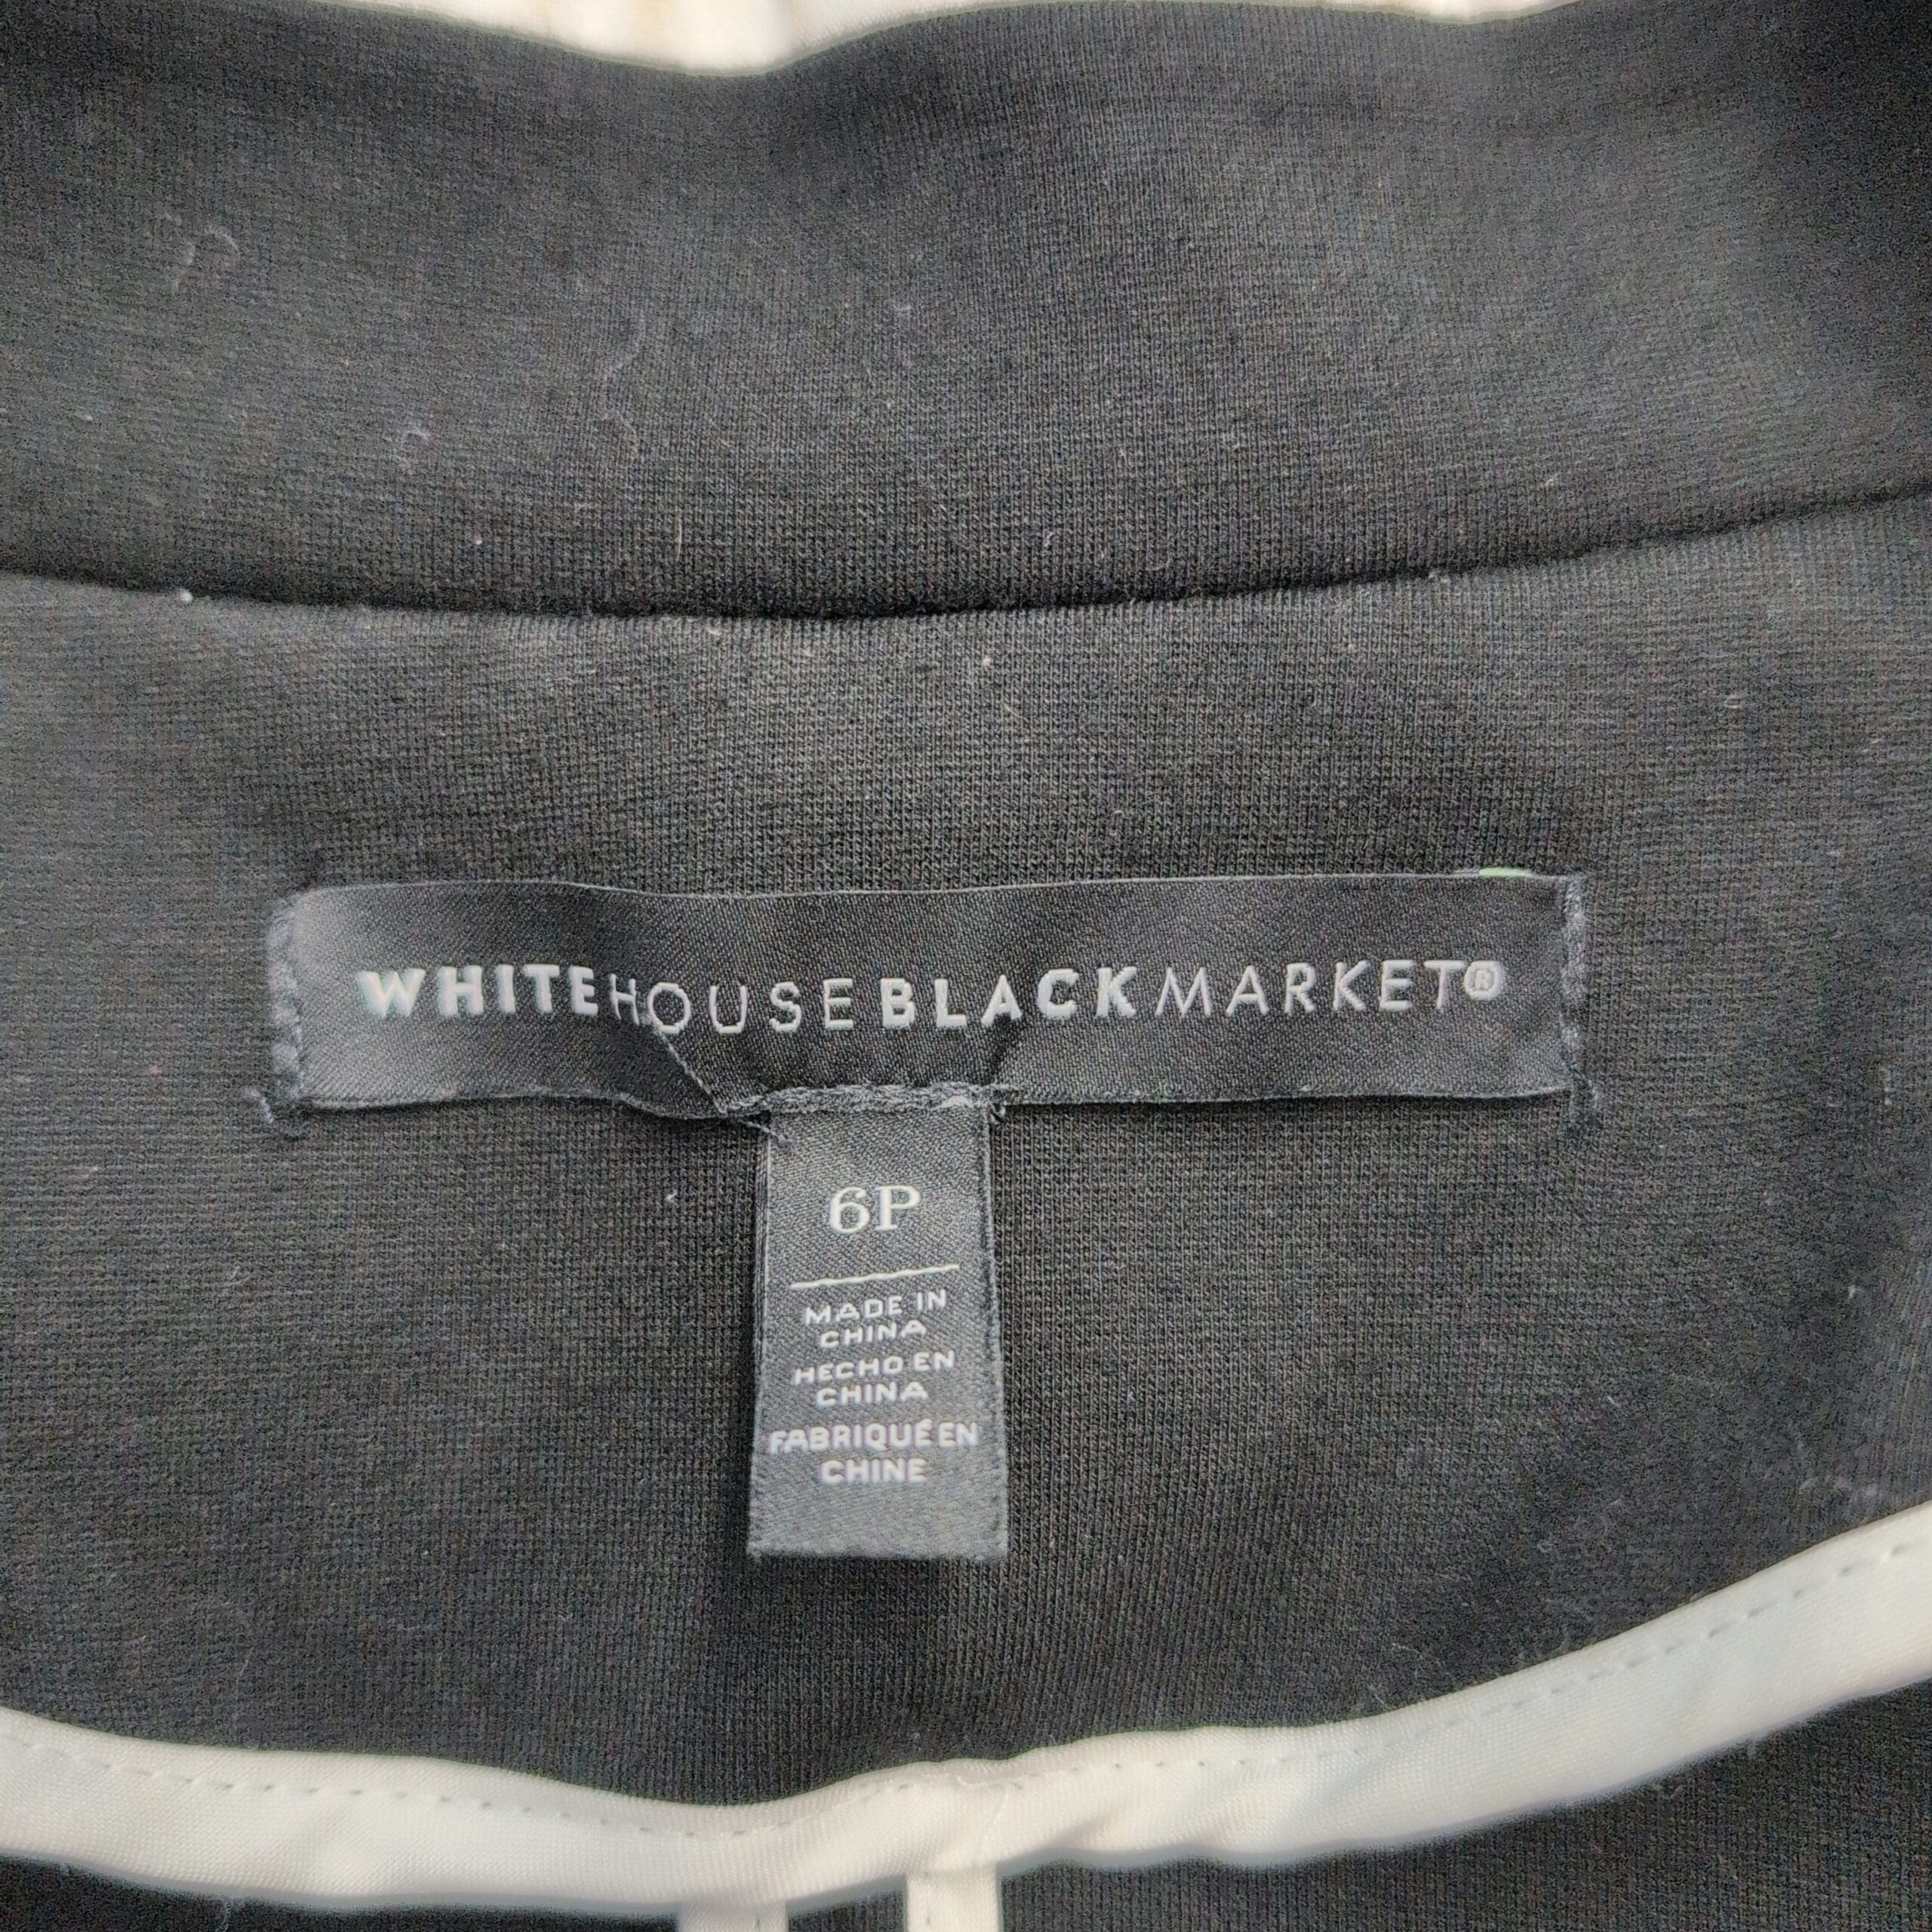 WHITEHOUSEBLACKMARKET®
6P
MADE IN
CHINA
HECHO EN
CHINA
FABRIQUÉ EN
CHINE